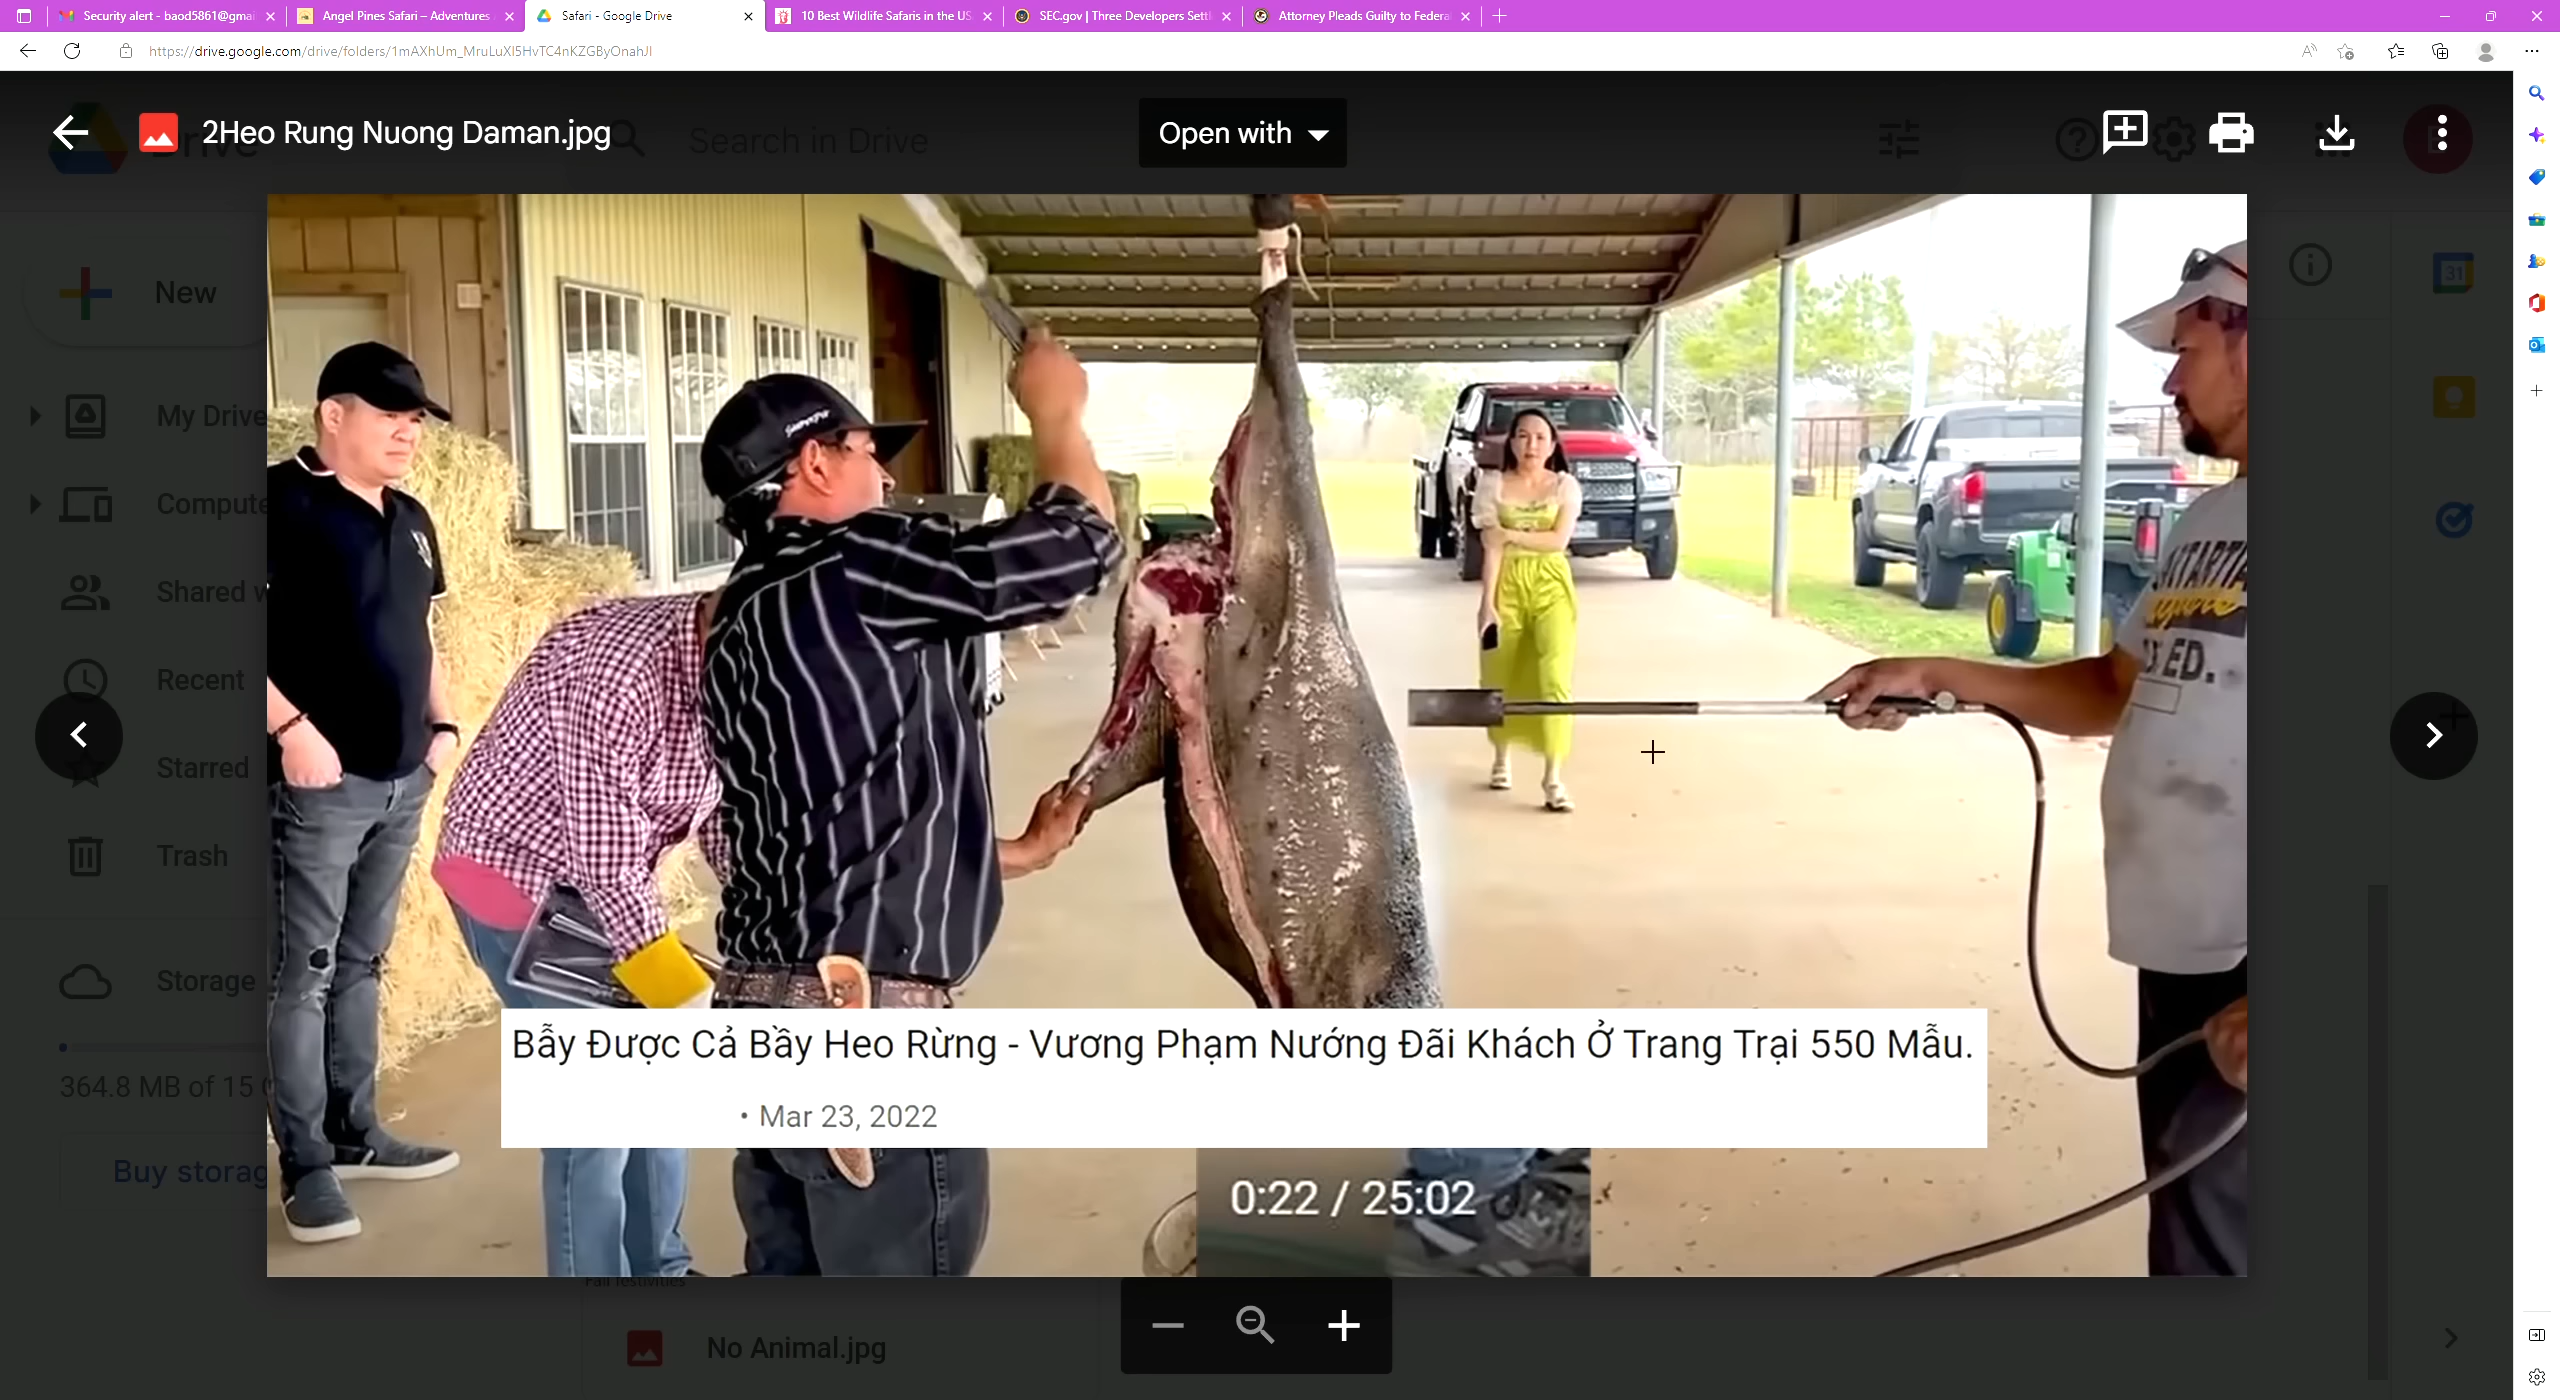 Security alert - baod5861@gmai
Angel Pines Safari – Adventures
Safari - Google Drive
10 Best Wildlife Safaris in the US
SEC.gov | Three Developers Settl
Attorney Pleads Guilty to Federa
https://drive.google.com/drive/folders/1mAXhUm_MruLuXI5HvTC4nKZGByOnahJI
2Heo Rung Nuong Daman.jpg
Drive
Search in Drive
Open with
New
My Drive
Compute
Shared w
Recent
Starred
Trash
Storage
364.8 MB of 15
Buy storag
31
Bẫy Được Cả Bầy Heo Rừng - Vương Phạm Nướng Đãi Khách Ở Trang Trại 550 Mẫu.
• Mar 23, 2022
0:22 / 25:02
Fall festivities
No Animal.jpg